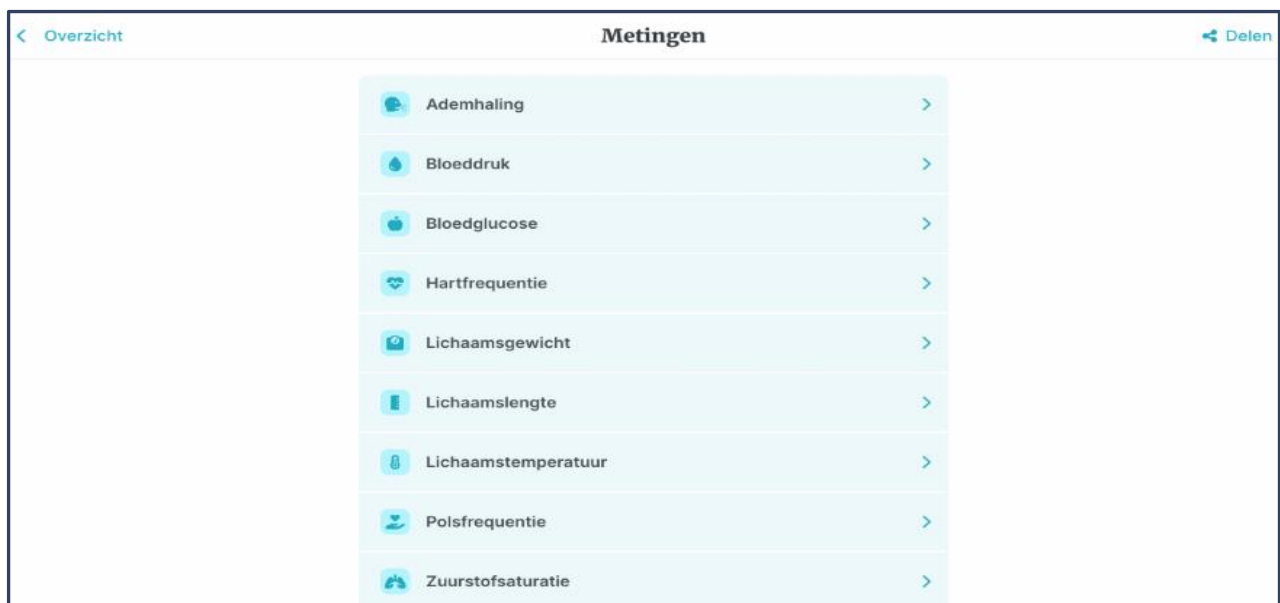 Overzicht Metingen Delen
Ademhaling
Bloeddruk
Bloedglucose
Hartfrequentie
Lichaamsgewicht
Lichaamslengte
Lichaamstemperatuur
Polsfrequentie
Zuurstofsaturatie